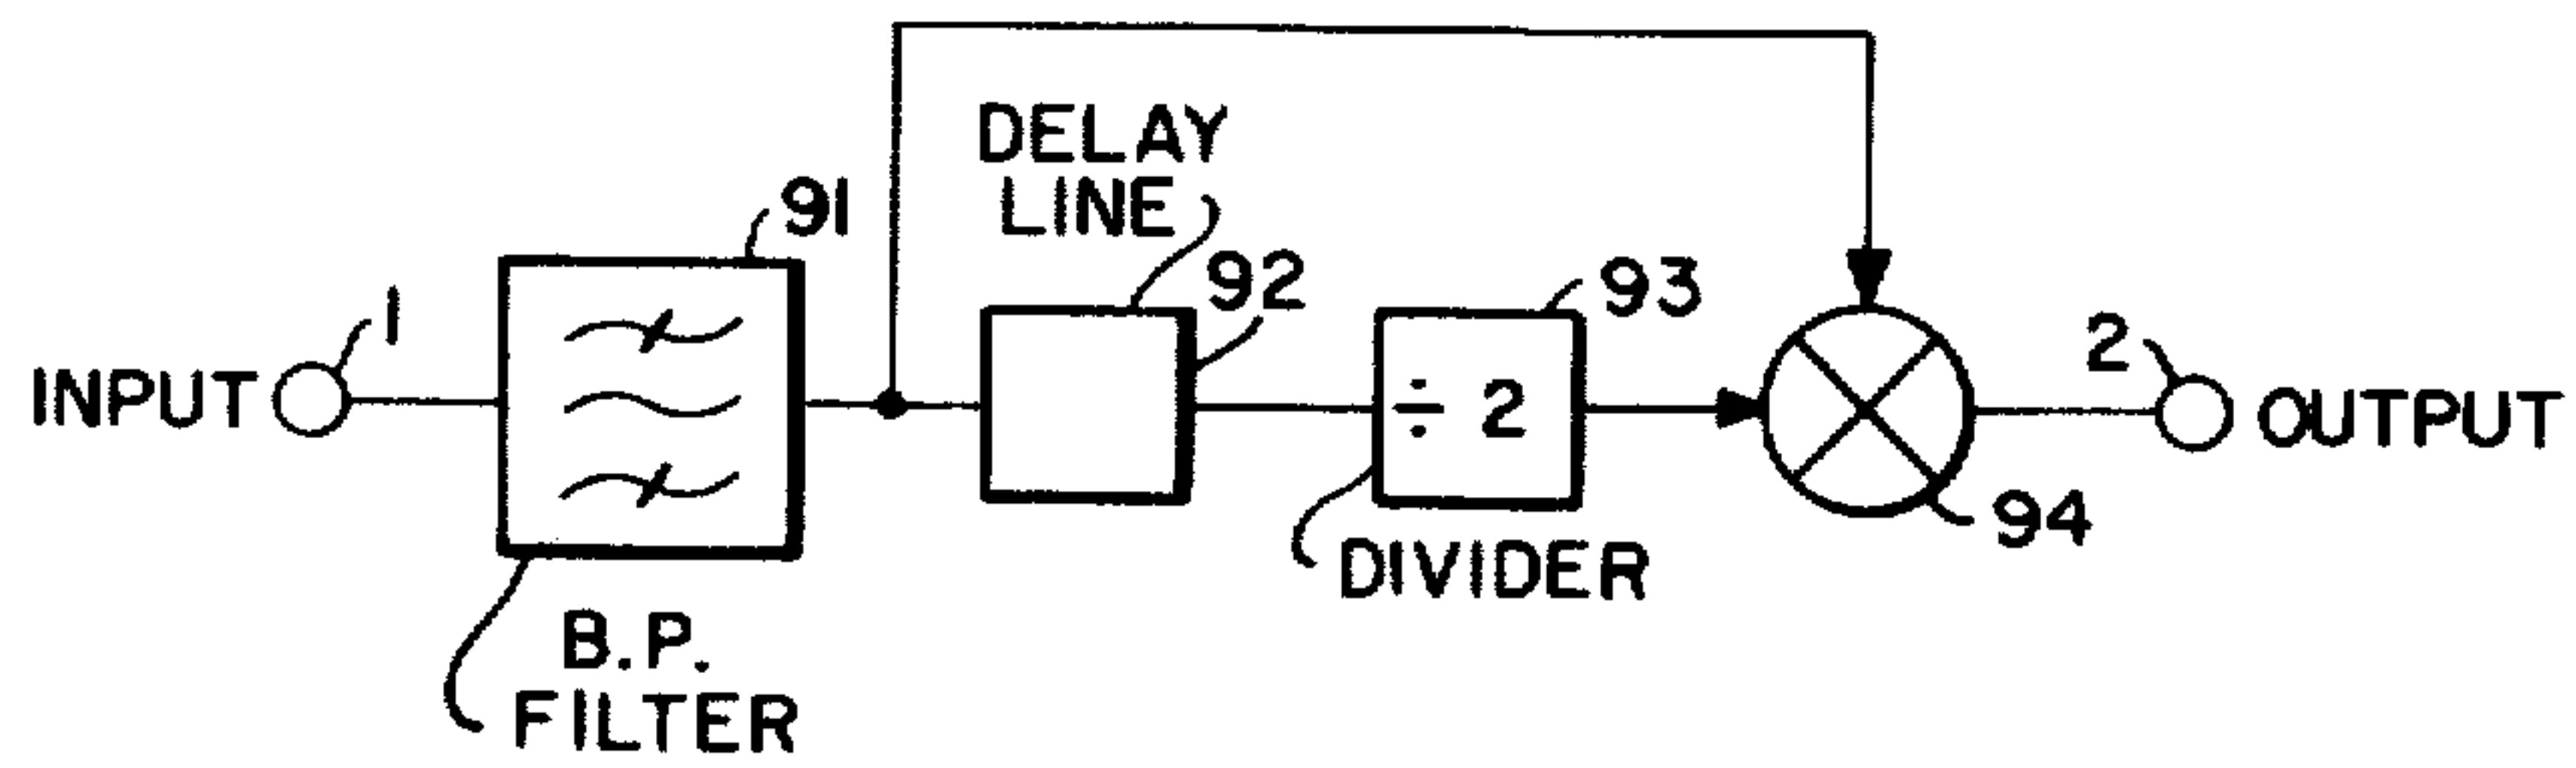 INPUT
1
91
B.P.
FILTER
DELAY
LINE
92
÷ 2
93
DIVIDER
94
2
OUTPUT